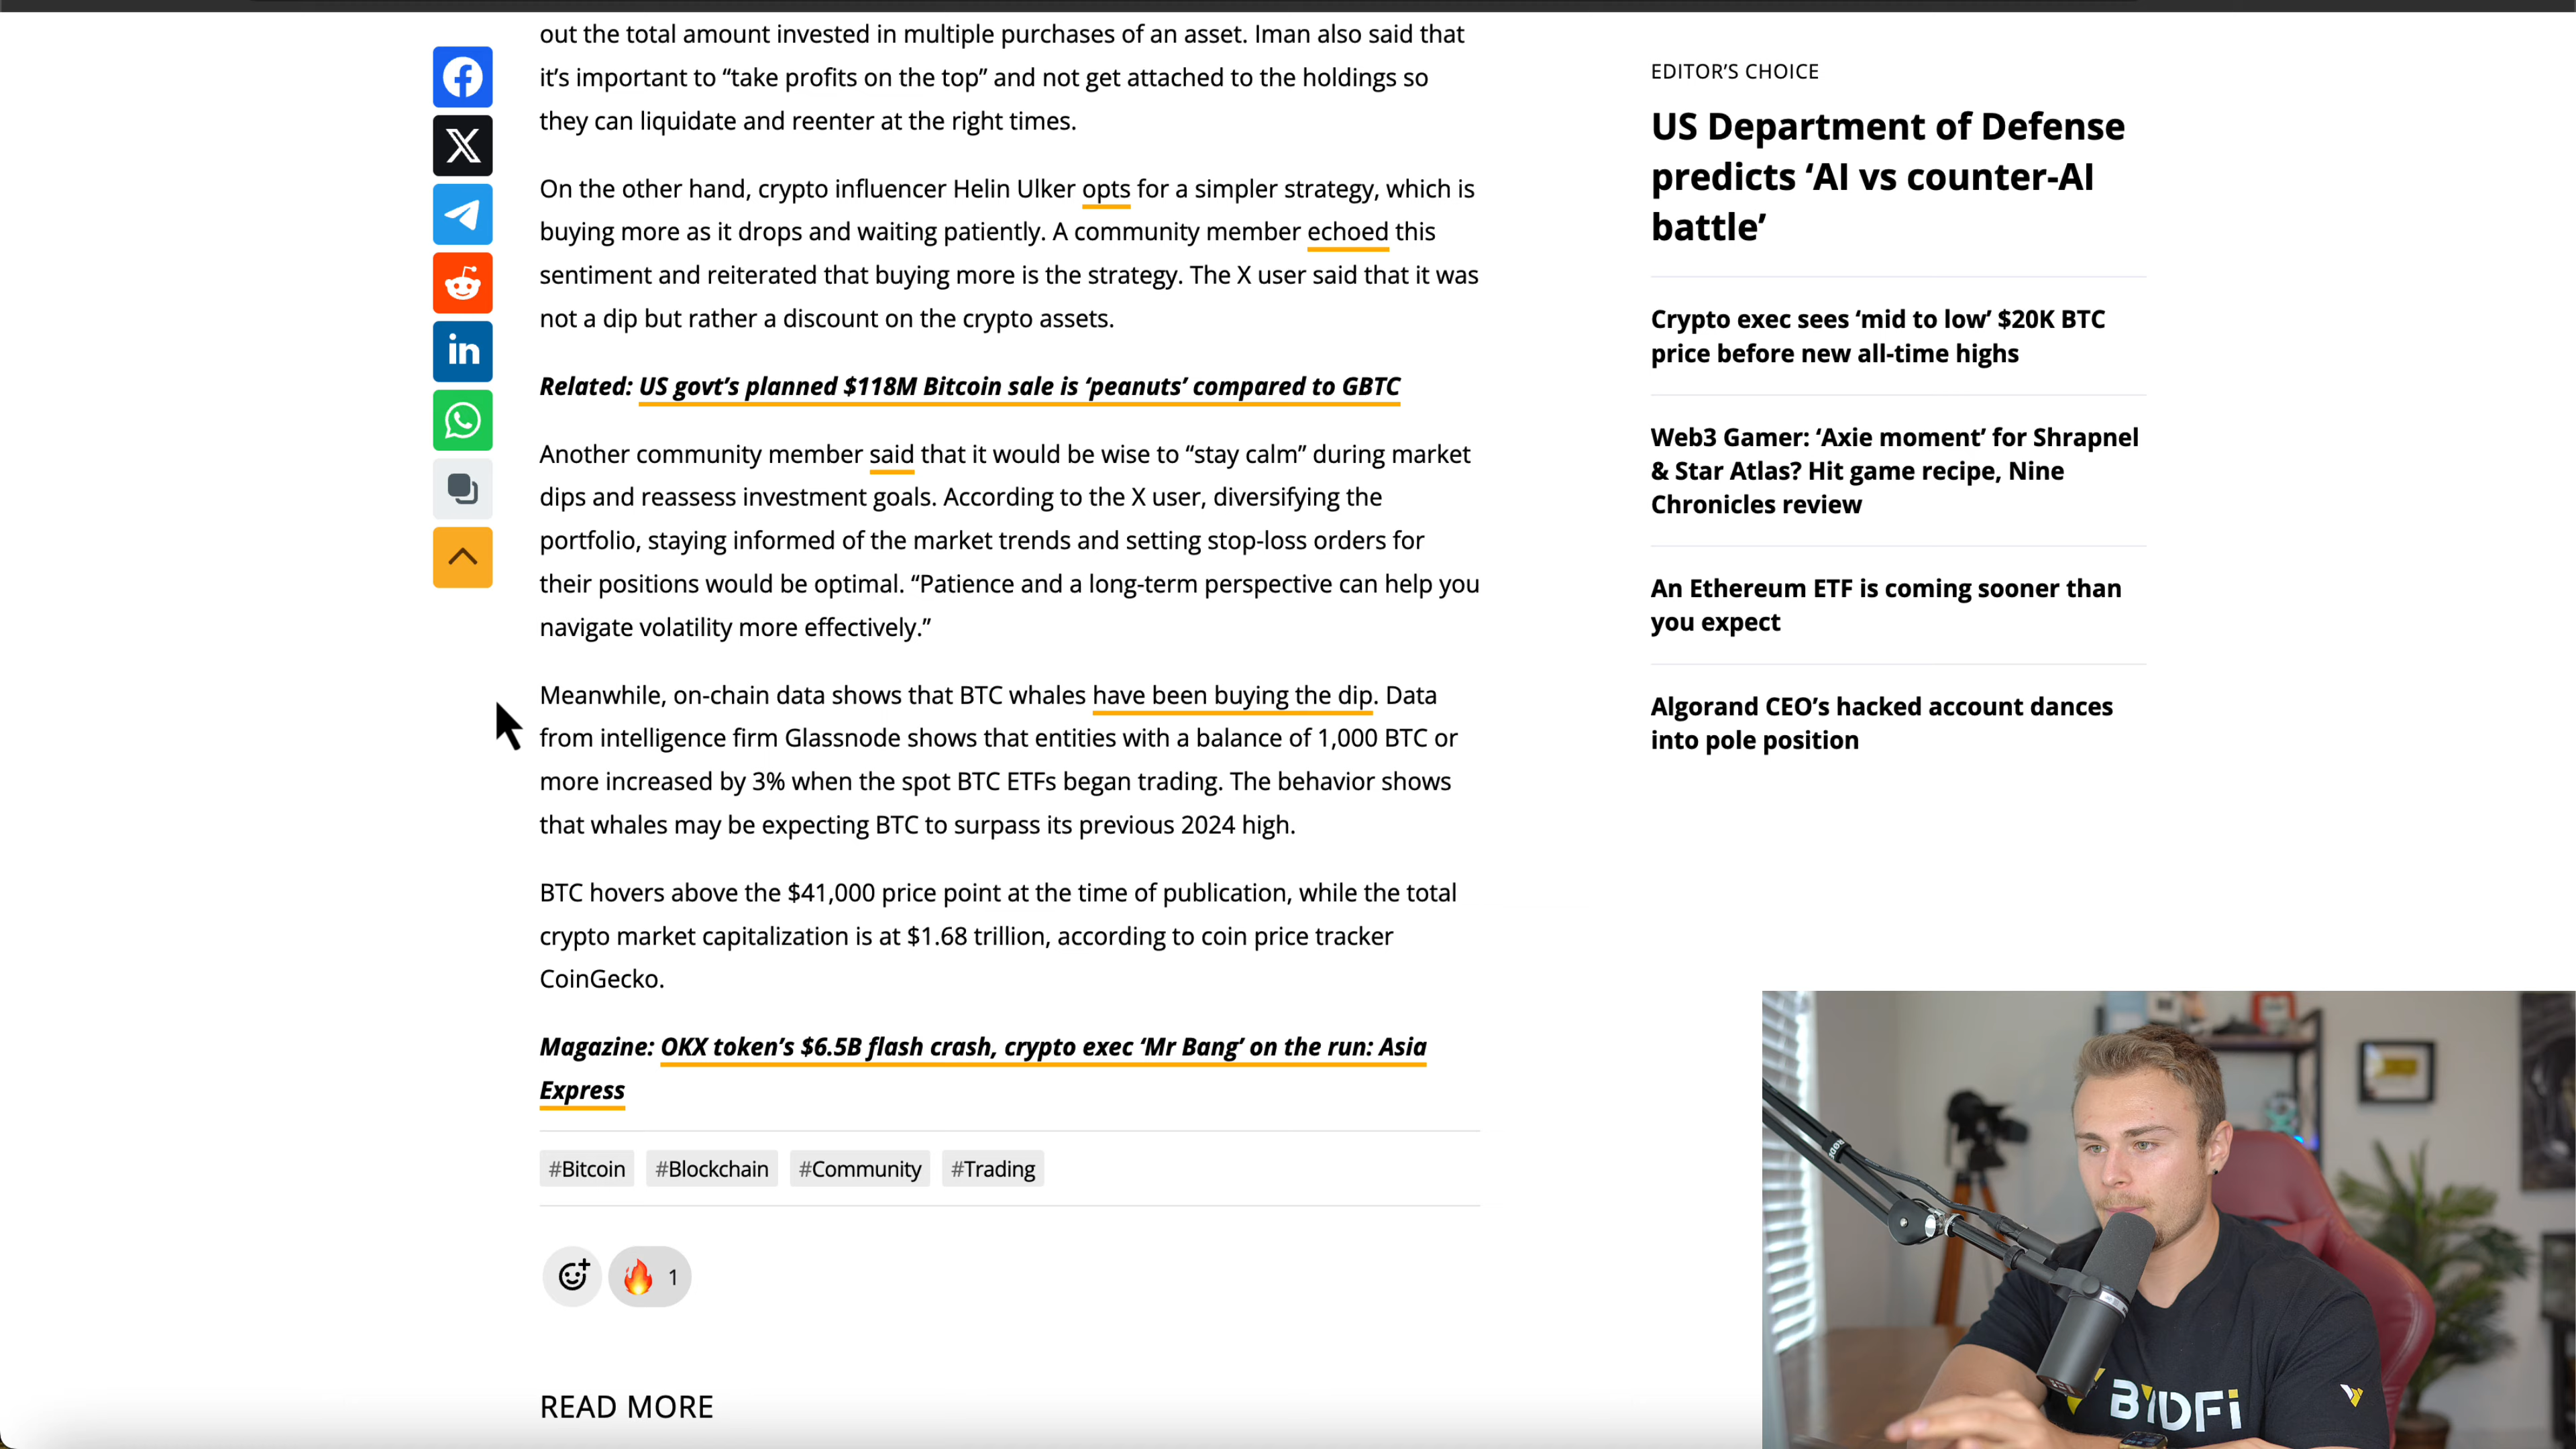 out the total amount invested in multiple purchases of an asset. Iman also said that
it’s important to “take profits on the top” and not get attached to the holdings so
they can liquidate and reenter at the right times.
On the other hand, crypto influencer Helin Ulker opts for a simpler strategy, which is
buying more as it drops and waiting patiently. A community member echoed this
sentiment and reiterated that buying more is the strategy. The X user said that it was
not a dip but rather a discount on the crypto assets.
Related: US govt’s planned $118M Bitcoin sale is ‘peanuts’ compared to GBTC
Another community member said that it would be wise to “stay calm” during market
dips and reassess investment goals. According to the X user, diversifying the
portfolio, staying informed of the market trends and setting stop-loss orders for
their positions would be optimal. “Patience and a long-term perspective can help you
navigate volatility more effectively.”
Meanwhile, on-chain data shows that BTC whales have been buying the dip. Data
from intelligence firm Glassnode shows that entities with a balance of 1,000 BTC or
more increased by 3% when the spot BTC ETFs began trading. The behavior shows
that whales may be expecting BTC to surpass its previous 2024 high.
BTC hovers above the $41,000 price point at the time of publication, while the total
crypto market capitalization is at $1.68 trillion, according to coin price tracker
CoinGecko.
Magazine: OKX token’s $6.5B flash crash, crypto exec ‘Mr Bang’ on the run: Asia
Express
#Bitcoin #Blockchain #Community #Trading
1
READ MORE
EDITOR’S CHOICE
US Department of Defense
predicts ‘AI vs counter-AI
battle’
Crypto exec sees ‘mid to low’ $20K BTC
price before new all-time highs
Web3 Gamer: ‘Axie moment’ for Shrapnel
& Star Atlas? Hit game recipe, Nine
Chronicles review
An Ethereum ETF is coming sooner than
you expect
Algorand CEO’s hacked account dances
into pole position
in
RODE
BYDFi